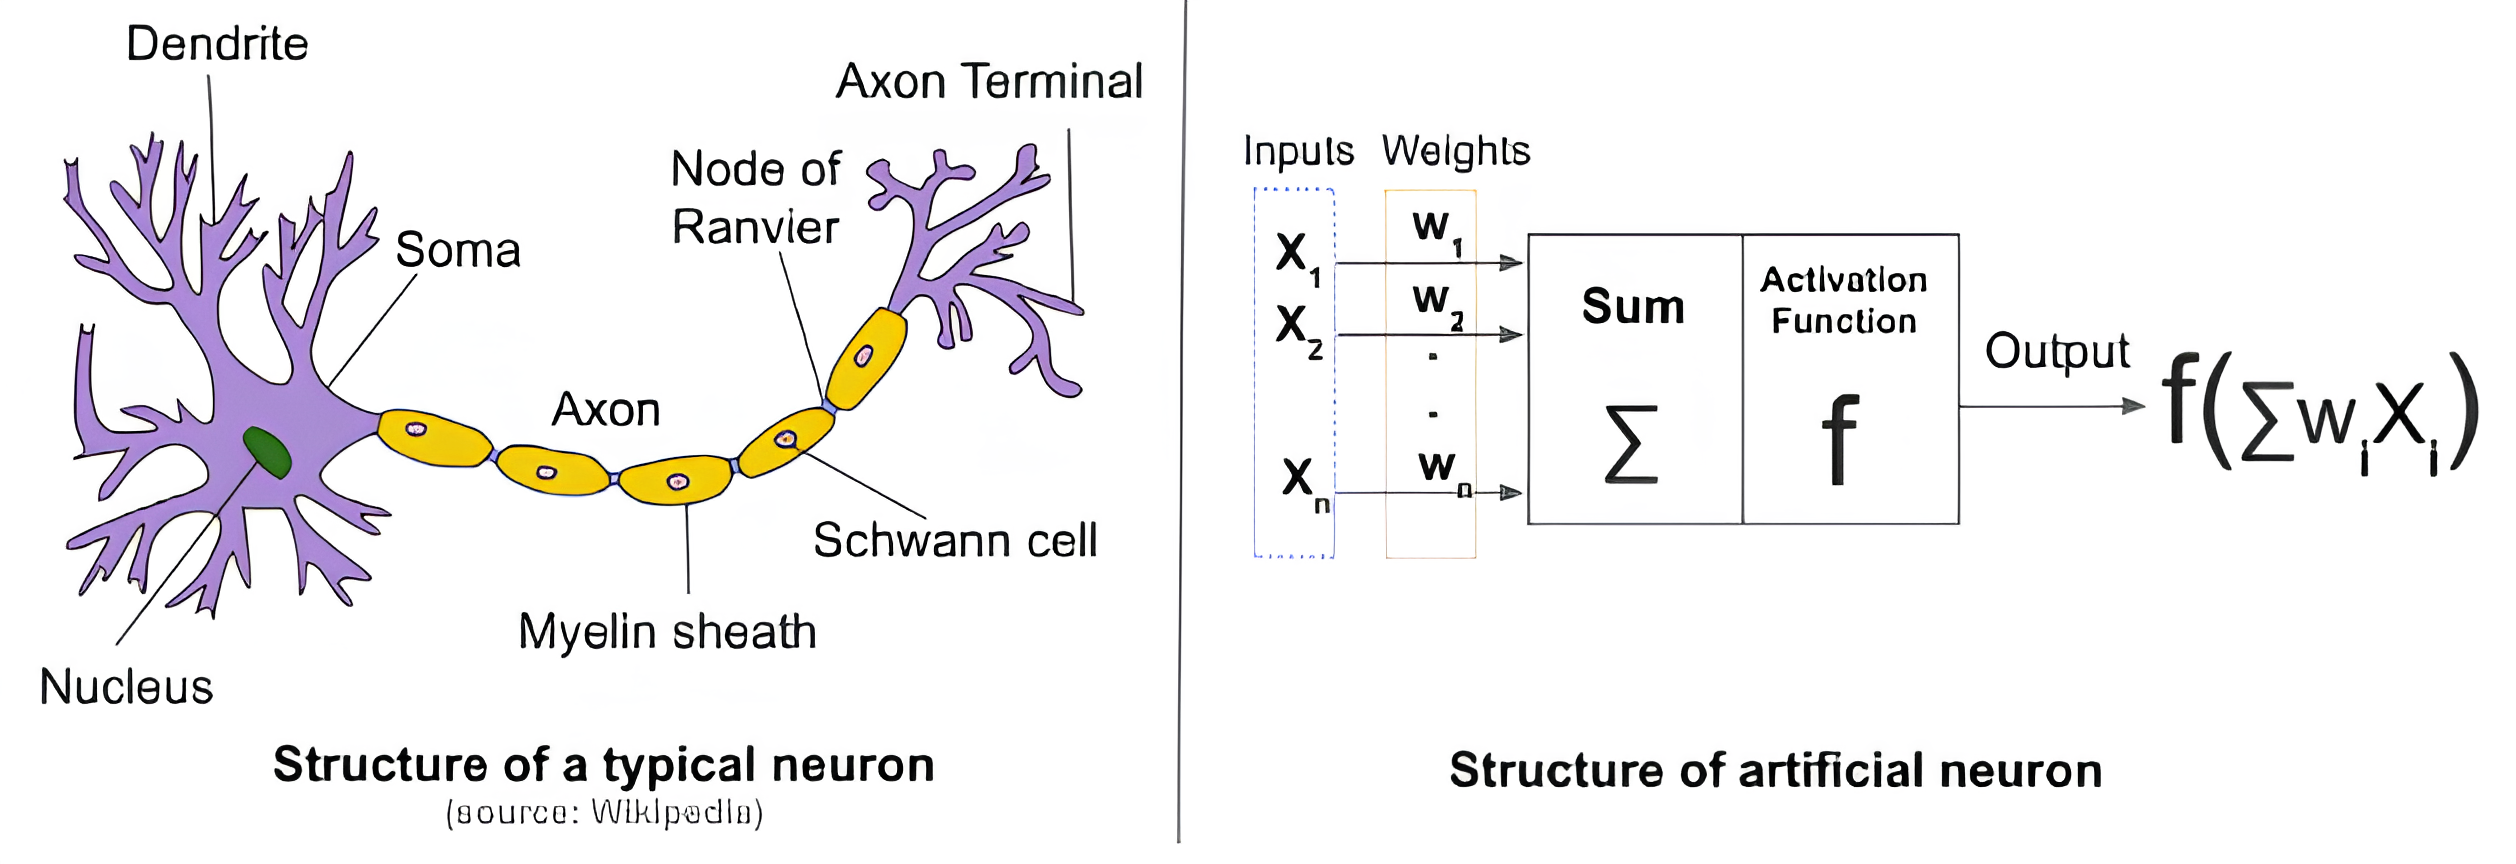 Dendrite
Axon Terminal
Node of
Ranvier
Soma
Axon
Schwann cell
Myelin sheath
Nucleus
Structure of a typical neuron
(source: Wikipedia)
Inputs Weights
X1
w1
X2
w2
.
.
Xn
wn
Sum
Σ
Activation
Function
f
Output
f(∑wiXi)
Structure of artificial neuron